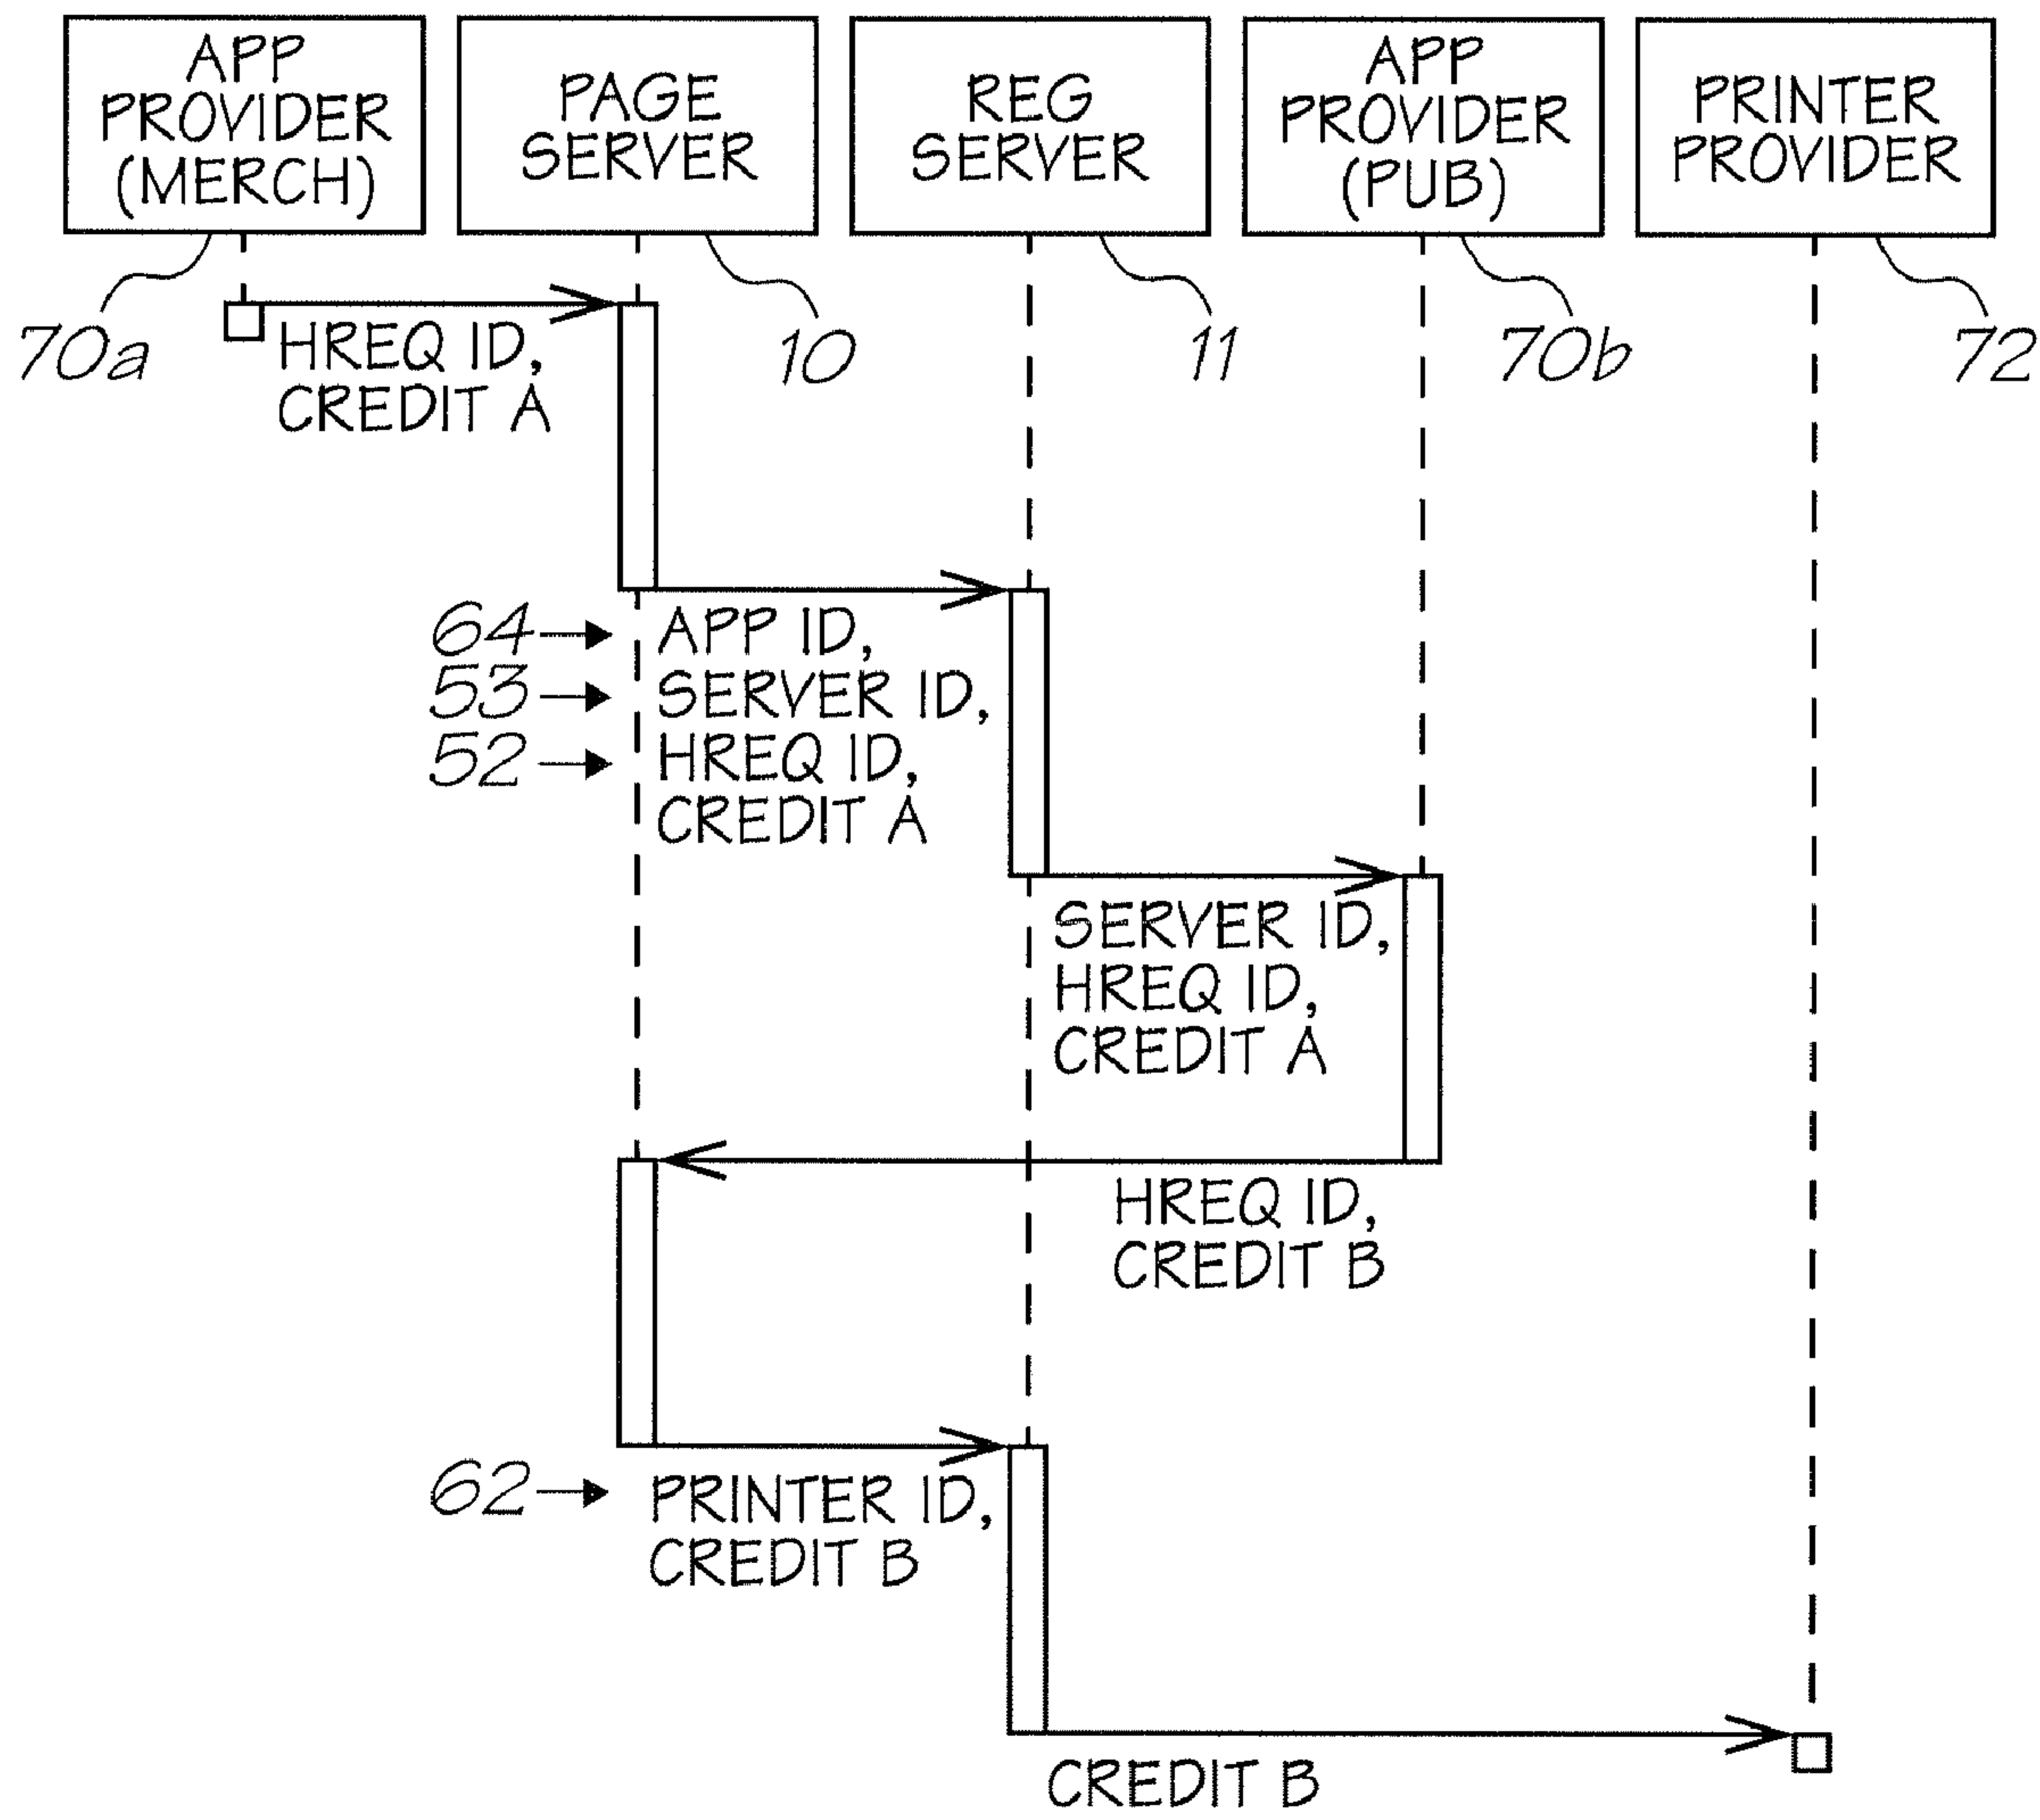 APP
PROVIDER
(MERCH)
PAGE
SERVER
REG
SERVER
APP
PROVIDER
(PUB)
PRINTER
PROVIDER
70a
10
11
70b
72
HREQ ID,
CREDIT A
64 APP ID,
53 SERVER ID,
52 HREQ ID,
CREDIT A
SERVER ID,
HREQ ID,
CREDIT A
HREQ ID,
CREDIT B
62 PRINTER ID,
CREDIT B
CREDIT B